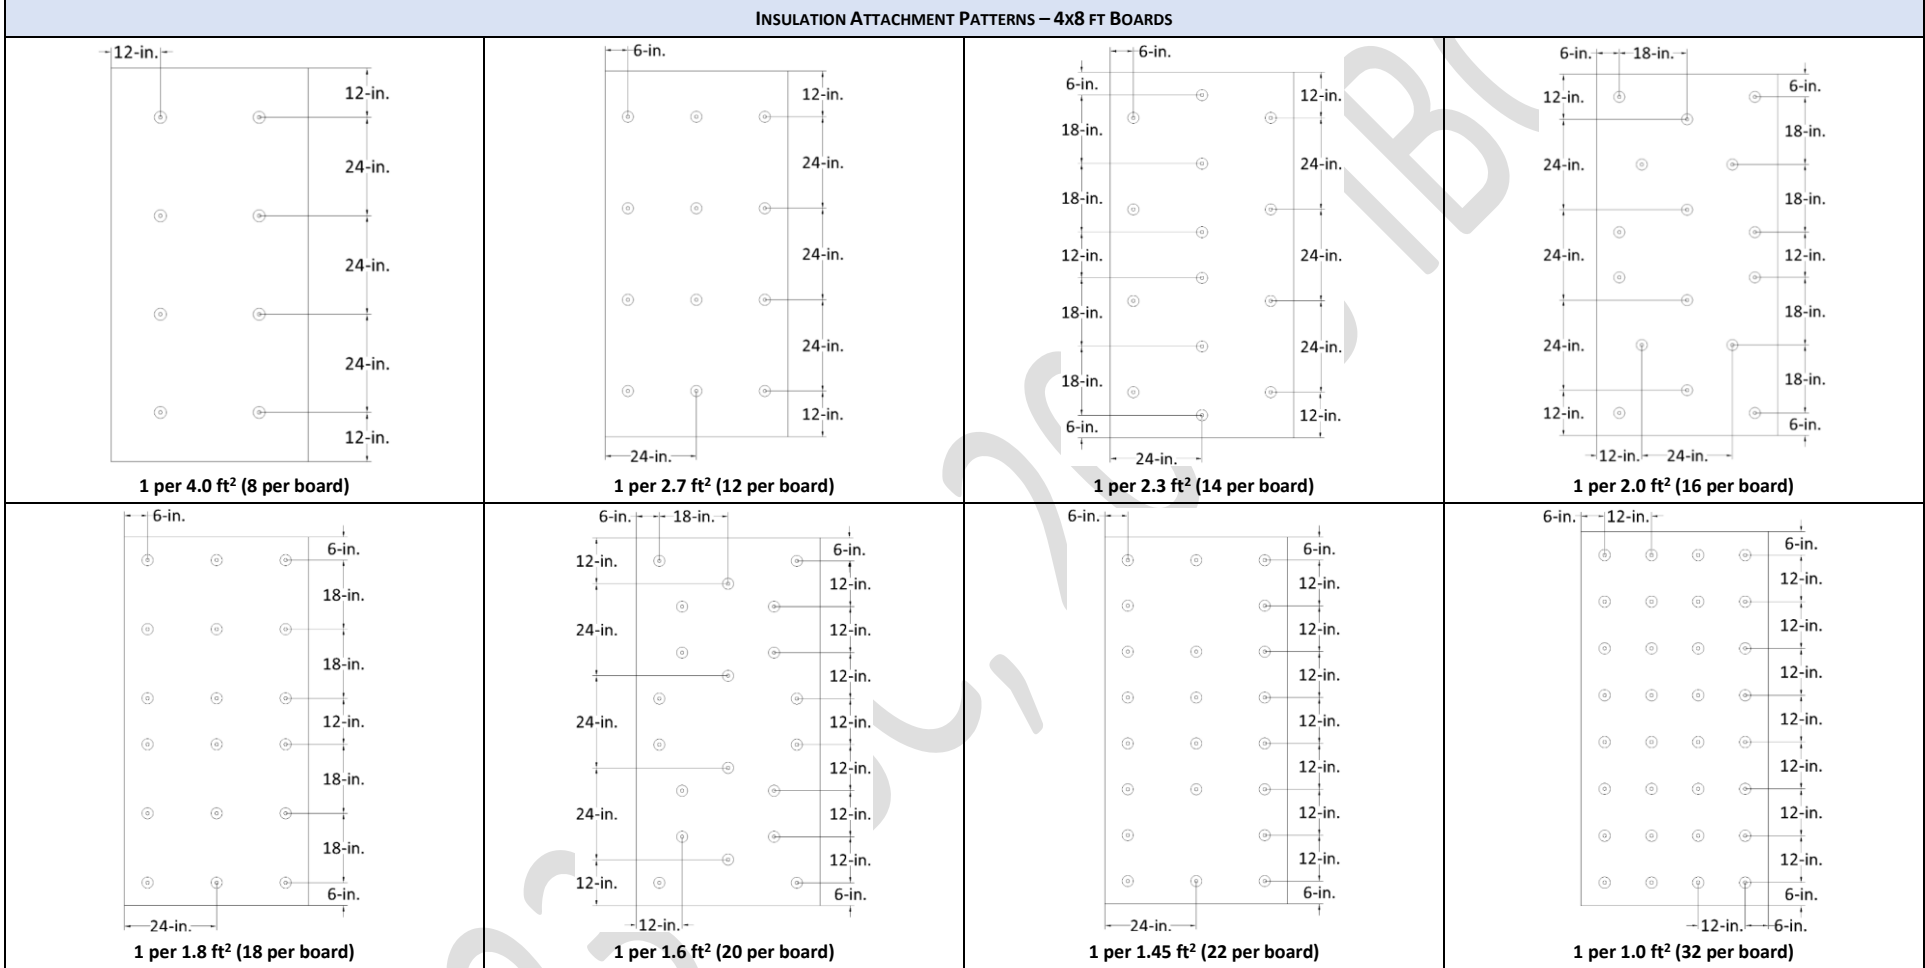 INSULATION ATTACHMENT PATTERNS – 4X8 FT BOARDS
12-in.
12-in.
24-in.
24-in.
24-in.
12-in.
1 per 4.0 ft² (8 per board)
6-in.
12-in.
24-in.
24-in.
24-in.
12-in.
24-in.
1 per 2.7 ft² (12 per board)
6-in.
6-in.
18-in.
18-in.
12-in.
18-in.
18-in.
6-in.
12-in.
24-in.
24-in.
24-in.
12-in.
24-in.
1 per 2.3 ft² (14 per board)
6-in. 18-in.
12-in.
24-in.
24-in.
24-in.
12-in.
6-in.
18-in.
18-in.
12-in.
18-in.
18-in.
6-in.
12-in. 24-in.
1 per 2.0 ft² (16 per board)
6-in.
6-in.
18-in.
18-in.
12-in.
18-in.
18-in.
6-in.
24-in.
1 per 1.8 ft² (18 per board)
6-in. 18-in.
12-in.
24-in.
24-in.
24-in.
12-in.
6-in.
12-in.
12-in.
12-in.
12-in.
12-in.
12-in.
12-in.
6-in.
12-in.
1 per 1.6 ft² (20 per board)
6-in.
6-in.
12-in.
12-in.
12-in.
12-in.
12-in.
12-in.
12-in.
6-in.
24-in.
1 per 1.45 ft² (22 per board)
6-in. 12-in.
6-in.
12-in.
12-in.
12-in.
12-in.
12-in.
12-in.
12-in.
6-in.
12-in. 6-in.
1 per 1.0 ft² (32 per board)